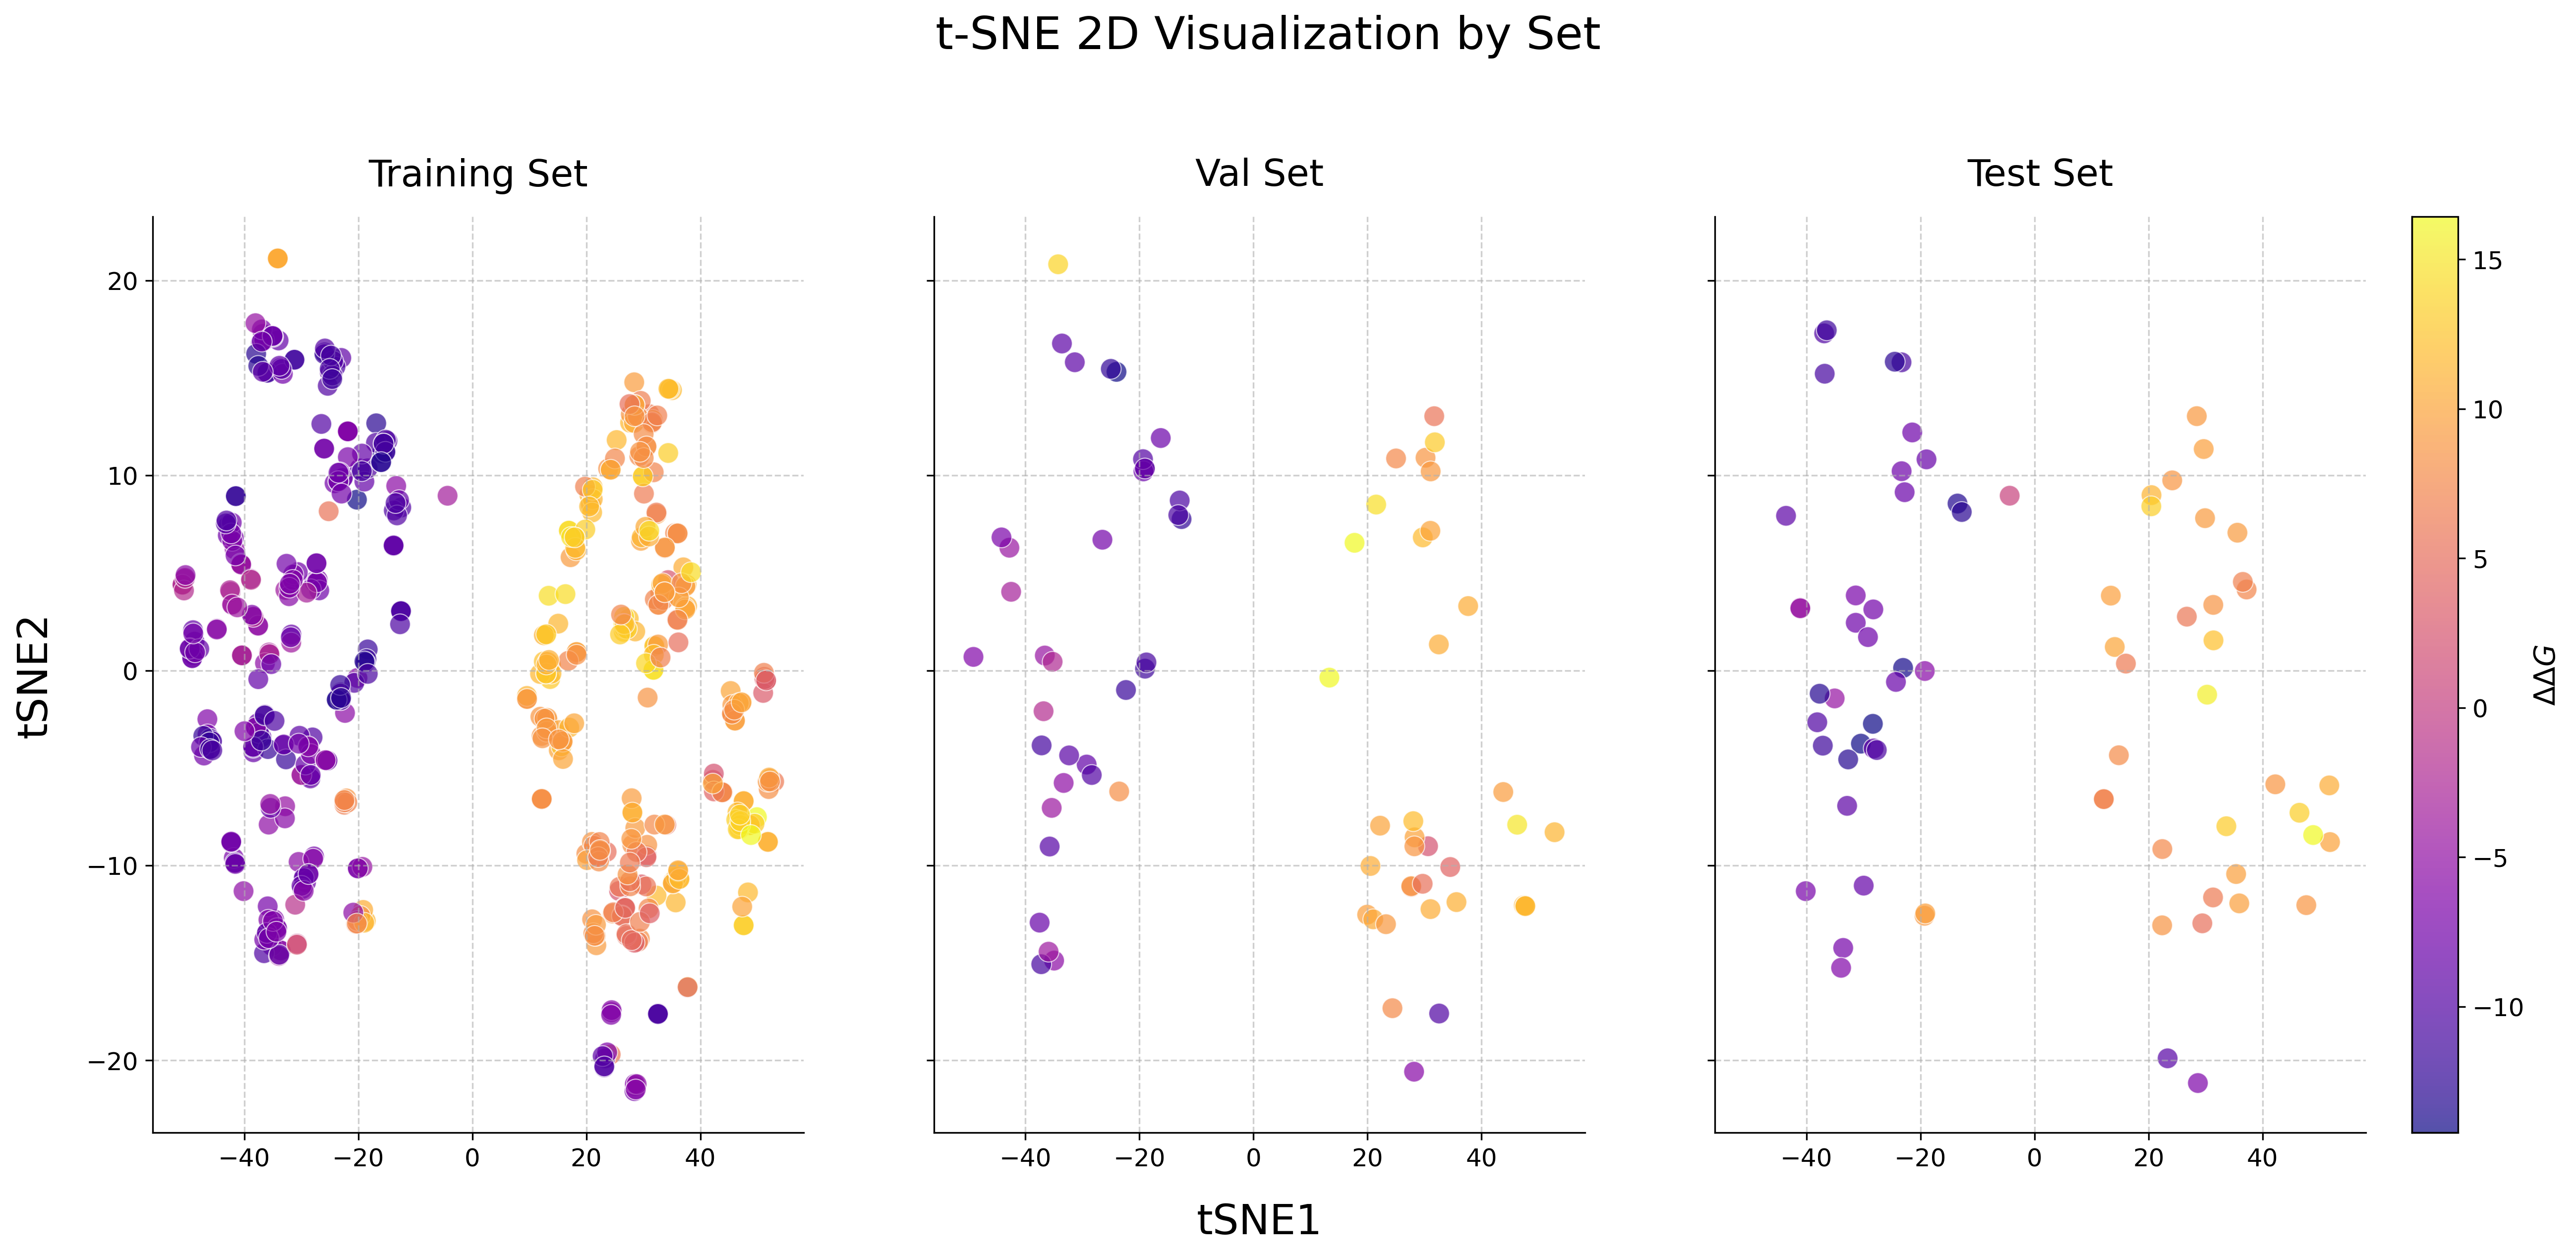 t-SNE 2D Visualization by Set
Training Set
Val Set
Test Set
20
10
0
−10
−20
tSNE2
−40 −20 0 20 40
−40 −20 0 20 40
−40 −20 0 20 40
tSNE1
15
10
5
0
−5
−10
ΔΔG